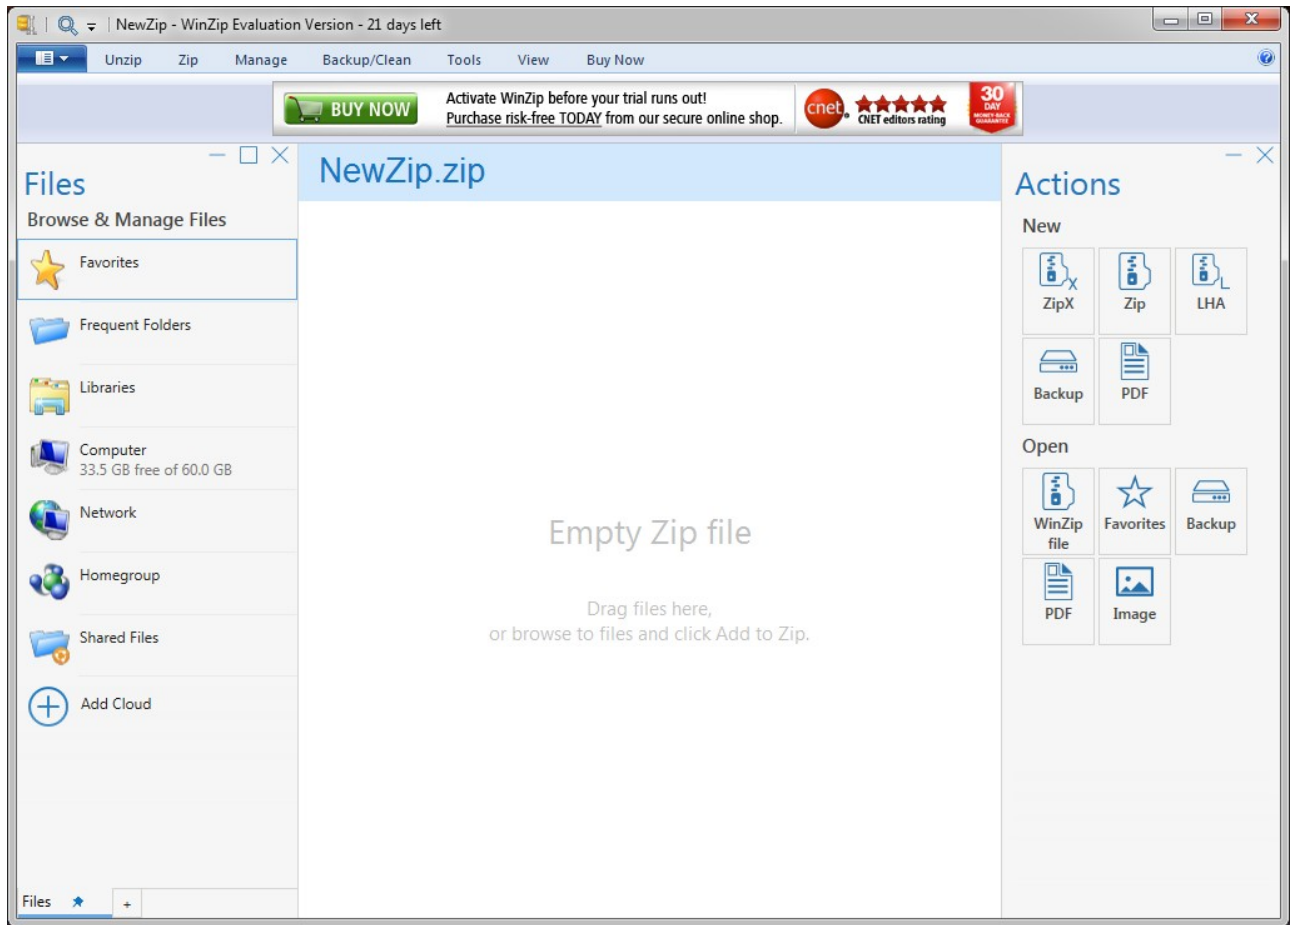 NewZip - WinZip Evaluation Version - 21 days left
Unzip Zip Manage Backup/Clean Tools View Buy Now
BUY NOW
Activate WinZip before your trial runs out!
Purchase risk-free TODAY from our secure online shop.
cnet
CNET editors rating
30
DAY
MONEY-BACK
GUARANTEE
Files
Browse & Manage Files
Favorites
Frequent Folders
Libraries
Computer
33.5 GB free of 60.0 GB
Network
Homegroup
Shared Files
Add Cloud
Files +
NewZip.zip
Empty Zip file
Drag files here,
or browse to files and click Add to Zip.
Actions
New
ZipX Zip LHA
Backup PDF
Open
WinZip file Favorites Backup
PDF Image